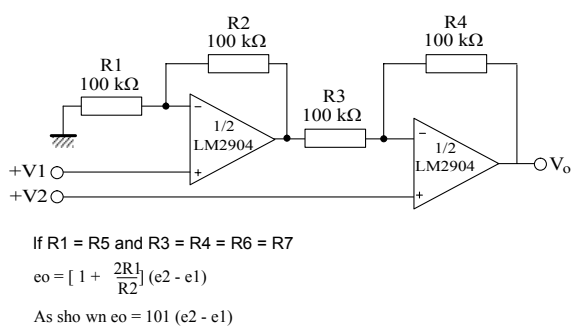 R1
100 kΩ
R2
100 kΩ
R3
100 kΩ
R4
100 kΩ
−
1/2
LM2904
+
−
1/2
LM2904
+
+V1
+V2
Vo
If R1 = R5 and R3 = R4 = R6 = R7
eo = [ 1 + 2R1/R2] (e2 - e1)
As sho wn eo = 101 (e2 - e1)